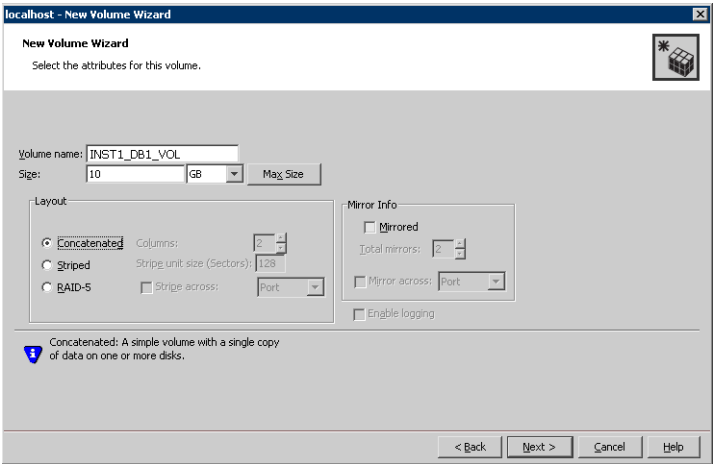 localhost - New Volume Wizard
New Volume Wizard
Select the attributes for this volume.
Volume name: INST1_DB1_VOL
Size: 10 GB Max Size
Layout
Concatenated Columns: 2
Striped Stripe unit size (Sectors): 128
RAID-5 Stripe across: Port
Mirror Info
Mirrored
Total mirrors: 2
Mirror across: Port
Enable logging
Concatenated: A simple volume with a single copy
of data on one or more disks.
< Back Next > Cancel Help